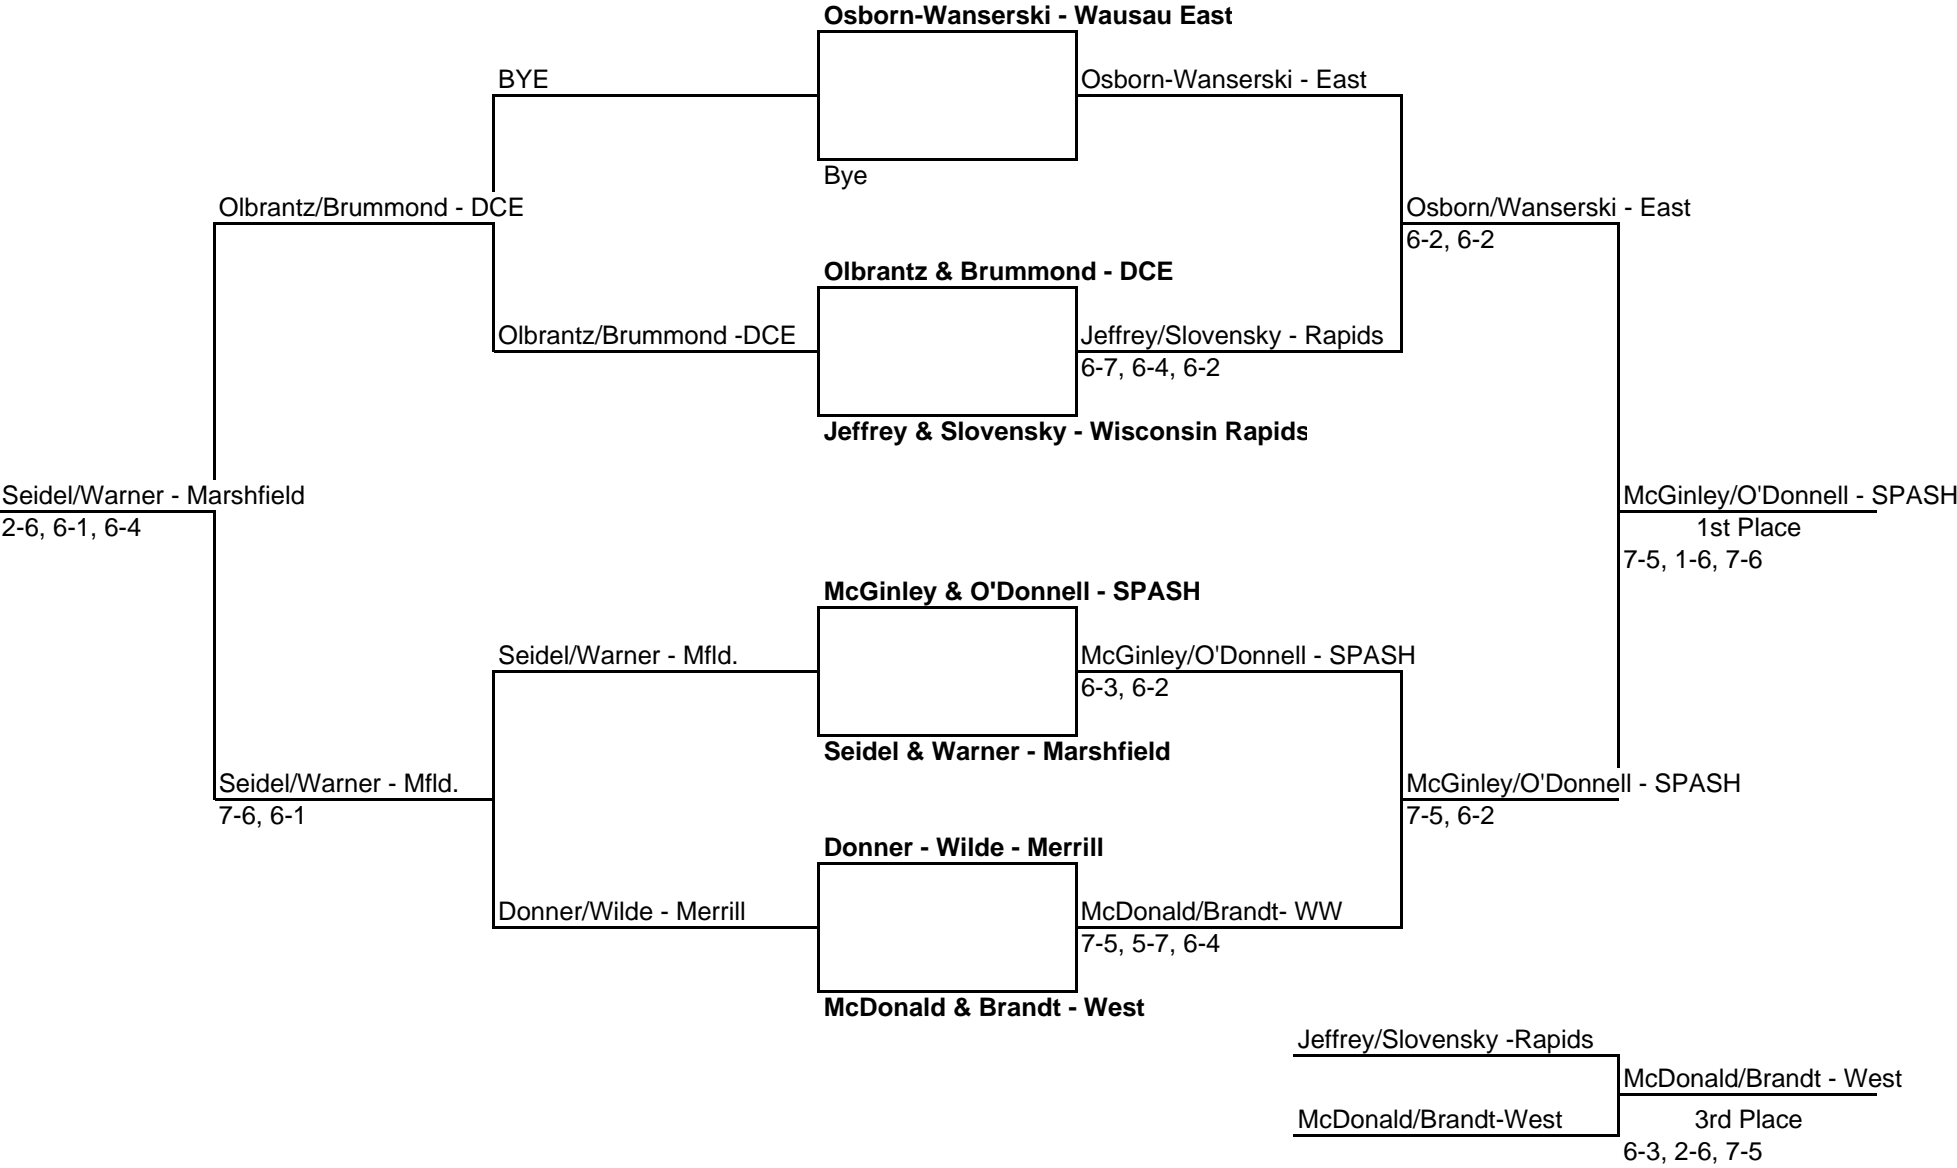 Osborn-Wanserski - Wausau East
BYE
Osborn-Wanserski - East
Bye
Olbrantz/Brummond - DCE
Osborn/Wanserski - East
6-2, 6-2
Olbrantz & Brummond - DCE
Olbrantz/Brummond -DCE
Jeffrey/Slovensky - Rapids
6-7, 6-4, 6-2
Jeffrey & Slovensky - Wisconsin Rapids
Seidel/Warner - Marshfield
2-6, 6-1, 6-4
McGinley/O'Donnell - SPASH
1st Place
7-5, 1-6, 7-6
McGinley & O'Donnell - SPASH
Seidel/Warner - Mfld.
McGinley/O'Donnell - SPASH
6-3, 6-2
Seidel & Warner - Marshfield
Seidel/Warner - Mfld.
7-6, 6-1
McGinley/O'Donnell - SPASH
7-5, 6-2
Donner - Wilde - Merrill
Donner/Wilde - Merrill
McDonald/Brandt- WW
7-5, 5-7, 6-4
McDonald & Brandt - West
Jeffrey/Slovensky -Rapids
McDonald/Brandt - West
McDonald/Brandt-West
3rd Place
6-3, 2-6, 7-5